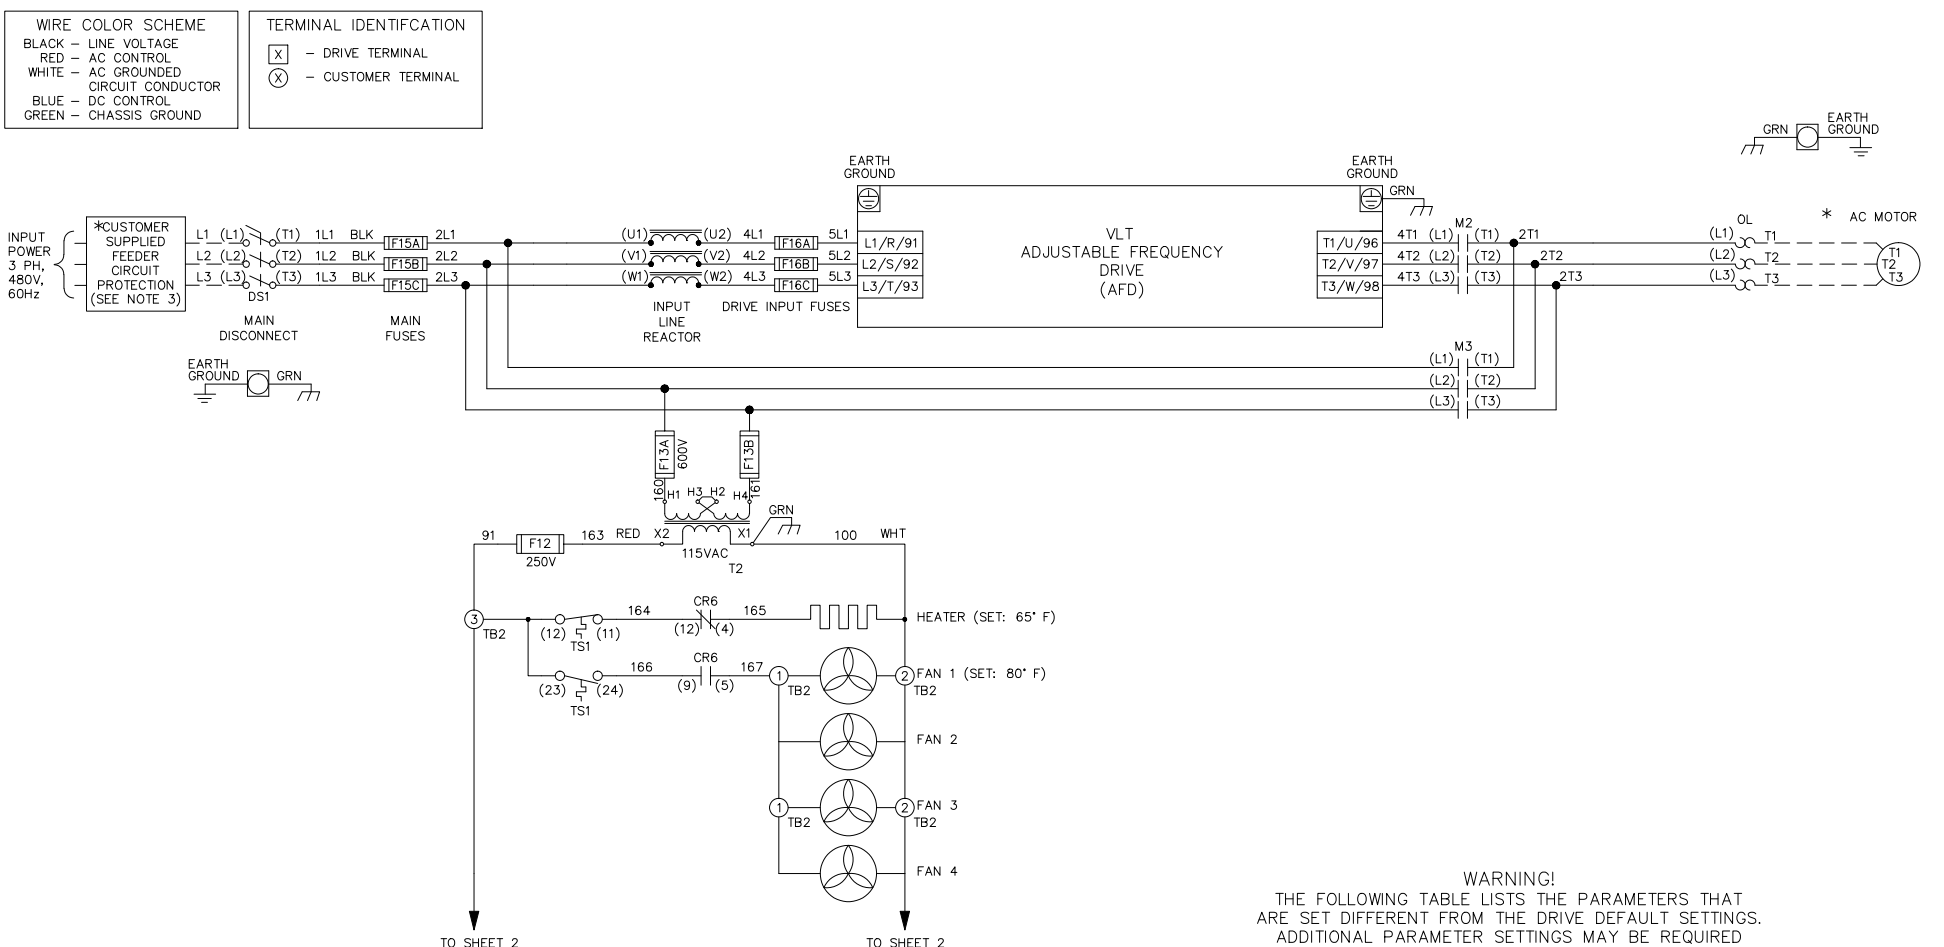 WIRE COLOR SCHEME
BLACK – LINE VOLTAGE
RED – AC CONTROL
WHITE – AC GROUNDED
CIRCUIT CONDUCTOR
BLUE – DC CONTROL
GREEN – CHASSIS GROUND
TERMINAL IDENTIFCATION
X – DRIVE TERMINAL
X – CUSTOMER TERMINAL
INPUT
POWER
3 PH,
480V,
60Hz
*CUSTOMER
SUPPLIED
FEEDER
CIRCUIT
PROTECTION
(SEE NOTE 3)
L1 (L1) (T1) 1L1 BLK F15A 2L1
L2 (L2) (T2) 1L2 BLK F15B 2L2
L3 (L3) (T3) 1L3 BLK F15C 2L3
DS1
MAIN
DISCONNECT
MAIN
FUSES
EARTH
GROUND GRN
(U1) (U2) 4L1 F16A 5L1
(V1) (V2) 4L2 F16B 5L2
(W1) (W2) 4L3 F16C 5L3
INPUT
LINE
REACTOR
DRIVE INPUT FUSES
EARTH
GROUND
L1/R/91
L2/S/92
L3/T/93
VLT
ADJUSTABLE FREQUENCY
DRIVE
(AFD)
EARTH
GROUND
GRN
T1/U/96
T2/V/97
T3/W/98
M2
4T1 (L1) (T1) 2T1
4T2 (L2) (T2) 2T2
4T3 (L3) (T3) 2T3
M3
(L1) (T1)
(L2) (T2)
(L3) (T3)
GRN
EARTH
GROUND
OL
(L1) T1
(L2) T2
(L3) T3
* AC MOTOR
T1
T2
T3
F13A
600V
F13B
160
161
H1 H3 H2 H4
GRN
91 F12 163 RED X2 X1 100 WHT
250V
115VAC
T2
3
TB2
(12) (11)
TS1
164
CR6
(12) (4)
165
HEATER (SET: 65° F)
(23) (24)
TS1
166
CR6
(9) (5)
167
1
TB2
2
TB2
FAN 1 (SET: 80° F)
FAN 2
1
TB2
2
TB2
FAN 3
FAN 4
TO SHEET 2
TO SHEET 2
WARNING!
THE FOLLOWING TABLE LISTS THE PARAMETERS THAT
ARE SET DIFFERENT FROM THE DRIVE DEFAULT SETTINGS.
ADDITIONAL PARAMETER SETTINGS MAY BE REQUIRED